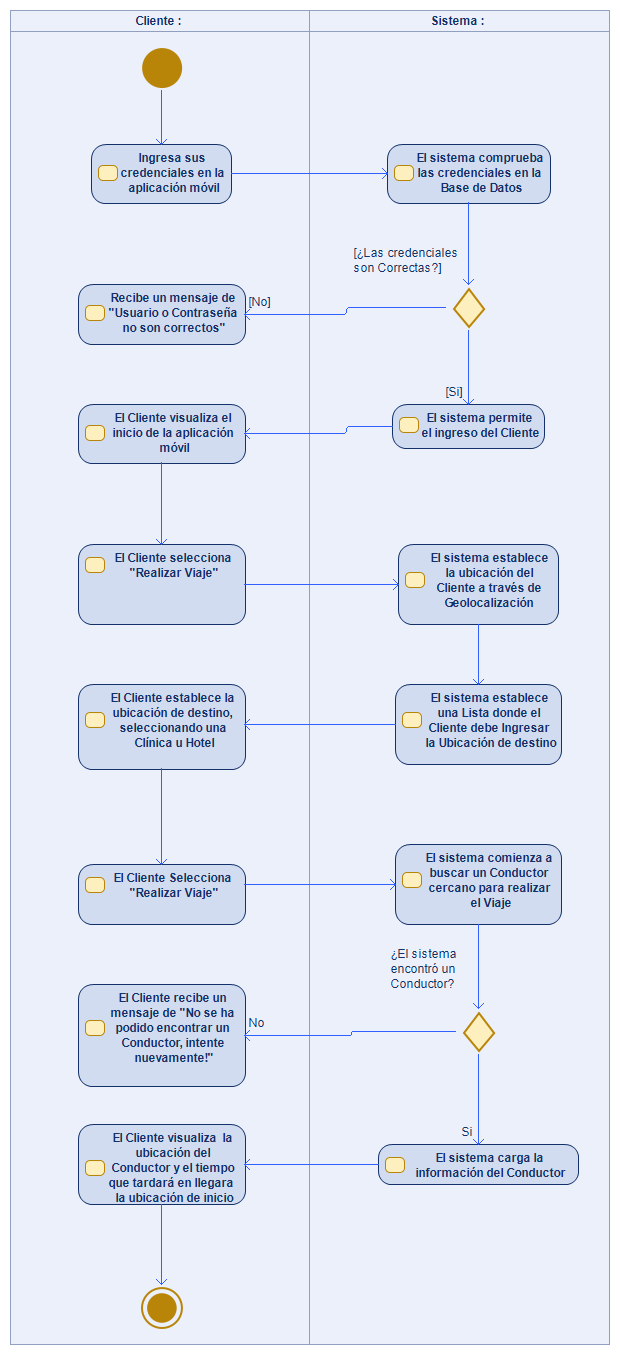 Cliente :
Sistema :
Ingresa sus
credenciales en la
aplicación móvil
El sistema comprueba
las credenciales en la
Base de Datos
[¿Las credenciales
son Correctas?]
Recibe un mensaje de
"Usuario o Contraseña
no son correctos"
[No]
[Si]
El Cliente visualiza el
inicio de la aplicación
móvil
El sistema permite
el ingreso del Cliente
El Cliente selecciona
"Realizar Viaje"
El sistema establece
la ubicación del
Cliente a través de
Geolocalización
El Cliente establece la
ubicación de destino,
seleccionando una
Clínica u Hotel
El sistema establece
una Lista donde el
Cliente debe Ingresar
la Ubicación de destino
El Cliente Selecciona
"Realizar Viaje"
El sistema comienza a
buscar un Conductor
cercano para realizar
el Viaje
¿El sistema
encontró un
Conductor?
El Cliente recibe un
mensaje de "No se ha
podido encontrar un
Conductor, intente
nuevamente!"
No
Si
El Cliente visualiza  la
ubicación del
Conductor y el tiempo
que tardará en llegara
la ubicación de inicio
El sistema carga la
información del Conductor